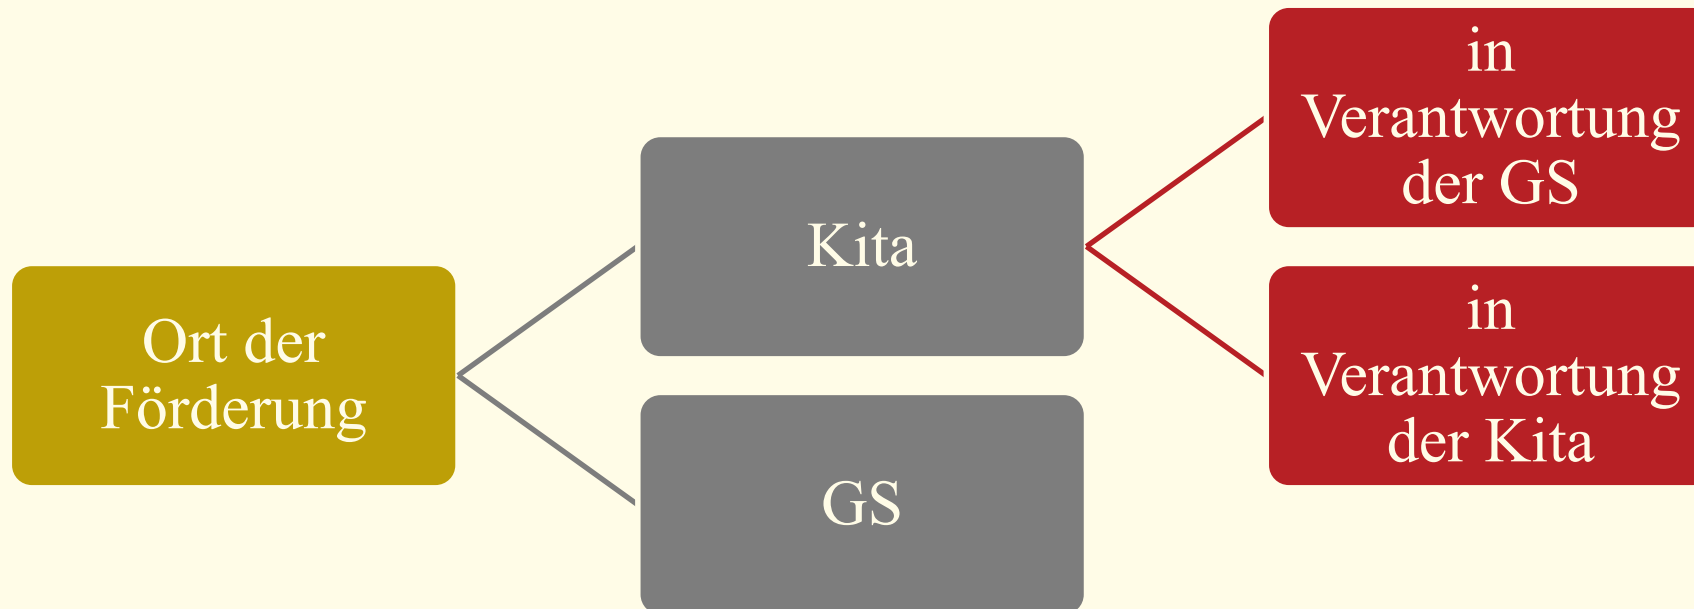 Ort der
Förderung
Kita
GS
in
Verantwortung
der GS
in
Verantwortung
der Kita